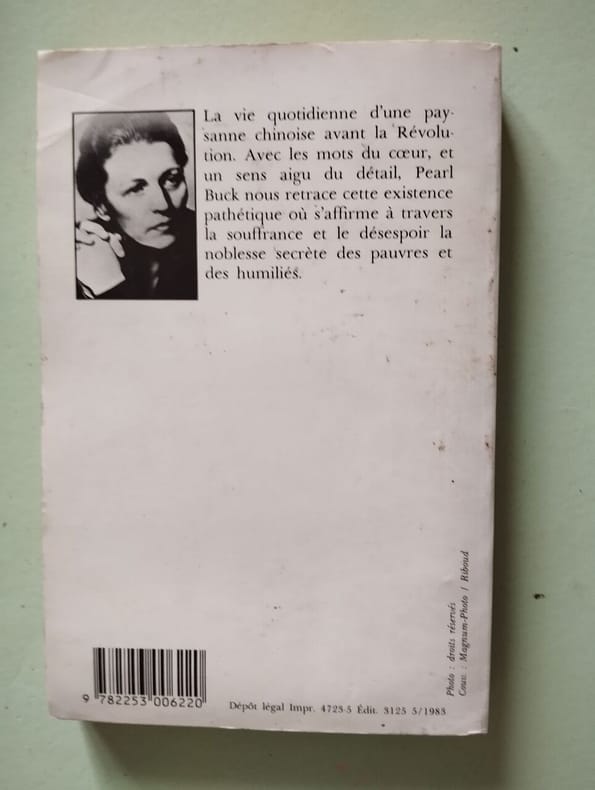 La vie quotidienne d'une pay-
sanne chinoise avant la Révolu-
tion. Avec les mots du cœur, et
un sens aigu du détail, Pearl
Buck nous retrace cette existence
pathétique où s'affirme à travers
la souffrance et le désespoir la
noblesse secrète des pauvres et
des humiliés.
Photo : droits réservés
Couv. : Magnum-Photo / Riboud
9 782253 006220
Dépôt légal Impr. 4723-5 Édit. 3125 5/1983